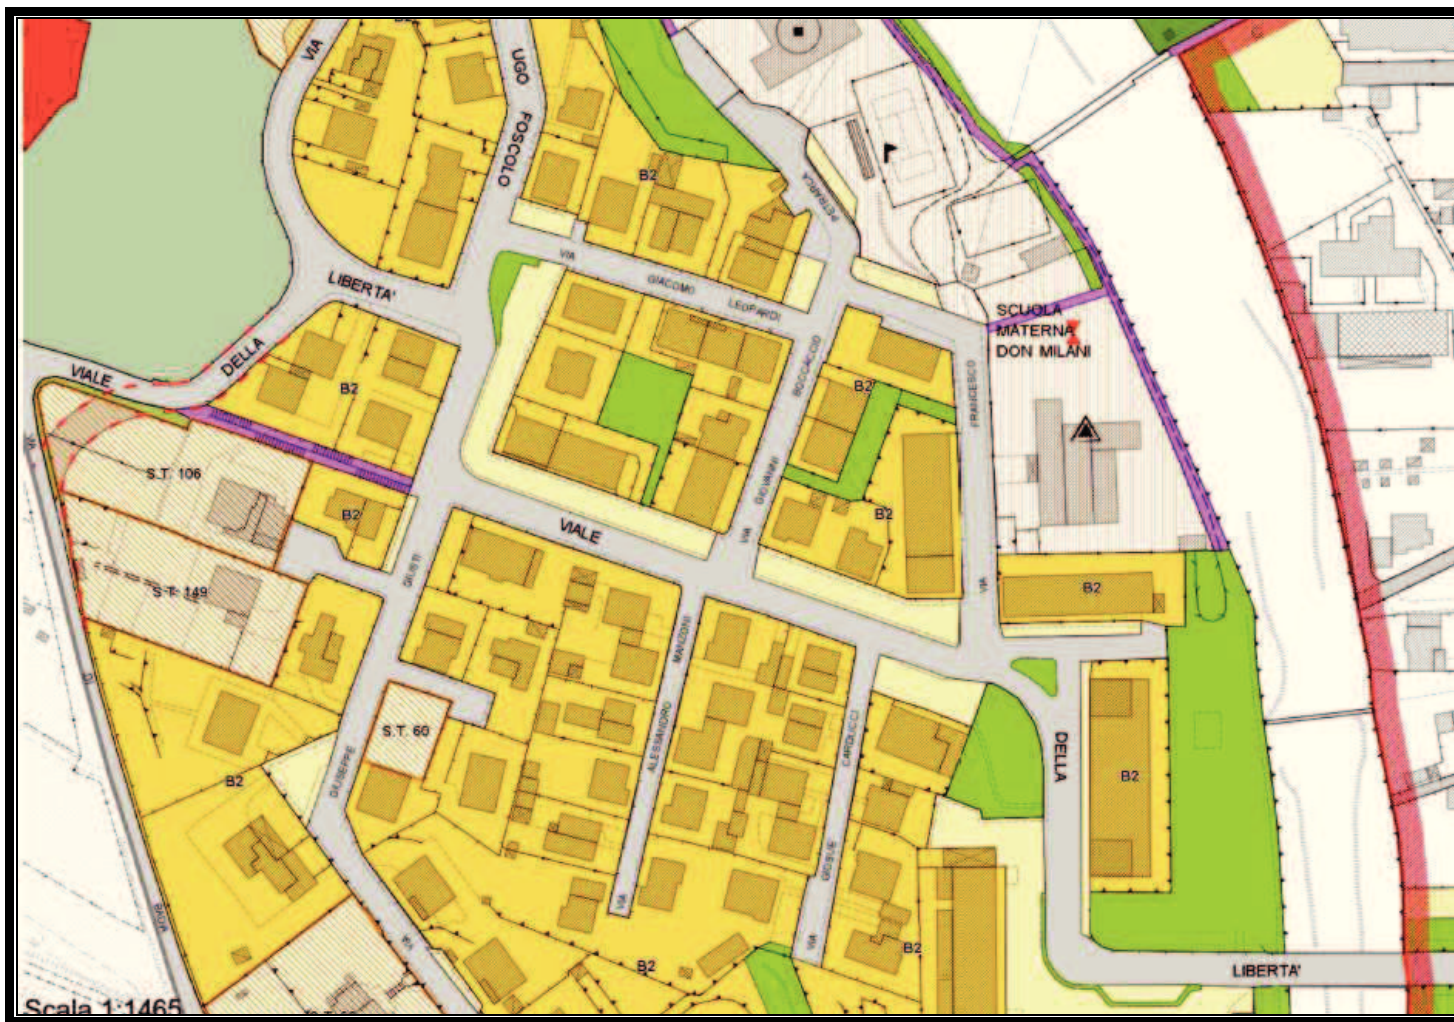 VIA
UGO
FOSCOLO
B2
PETRARCA
VIA
GIACOMO
LEOPARDI
LIBERTA'
SCUOLA
MATERNA
DON MILANI
DELLA
VIALE
B2
BOCCACCIO
B2
FRANCESCO
S.T. 106
GIOVANNI
B2
B2
VIALE
VIA
GIUSTI
VIA
B2
S.T. 149
MANZONI
DI
S.T. 60
ALESSANDRO
CARDUCCI
DELLA
GIUSEPPE
B2
B2
GIOSUE'
VIA
VIA
VIA
B2
B2
LIBERTA'
Scala 1:1465